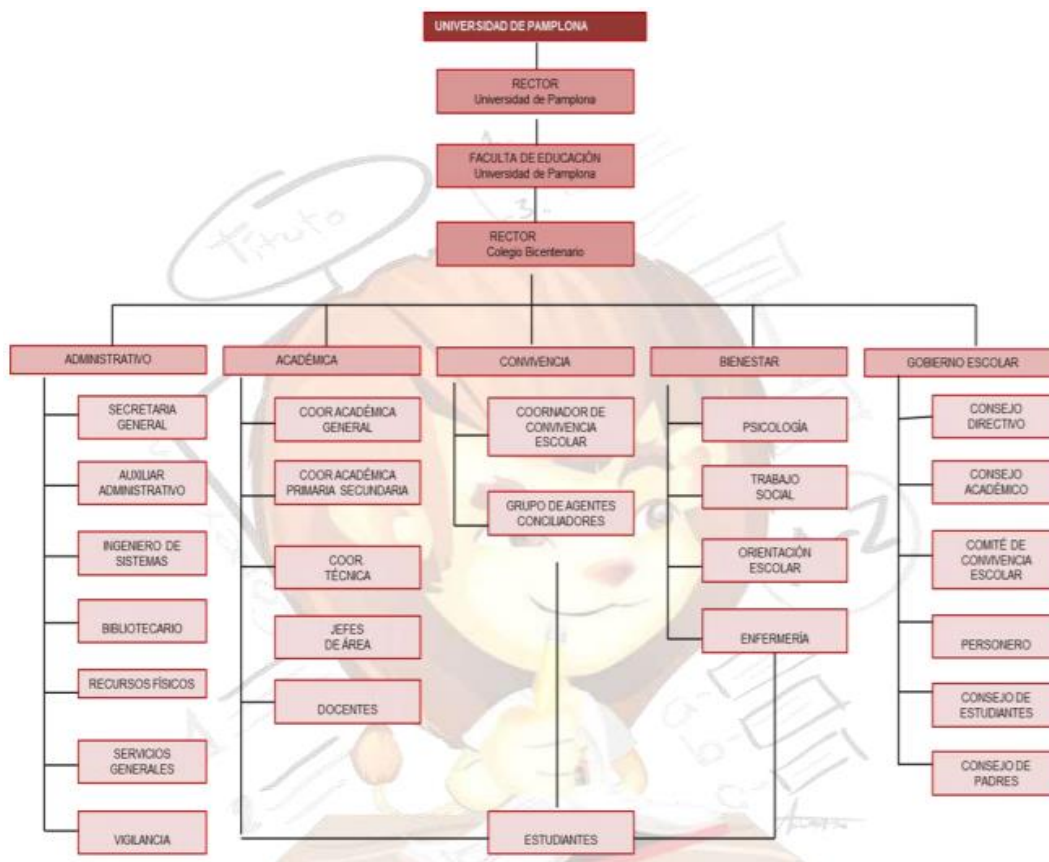 UNIVERSIDAD DE PAMPLONA
RECTOR
Universidad de Pamplona
FACULTA DE EDUCACIÓN
Universidad de Pamplona
RECTOR
Colegio Bicentenario
ADMINISTRATIVO
SECRETARIA
GENERAL
AUXILIAR
ADMINISTRATIVO
INGENIERO DE
SISTEMAS
BIBLIOTECARIO
RECURSOS FÍSICOS
SERVICIOS
GENERALES
VIGILANCIA
ACADÉMICA
COOR ACADÉMICA
GENERAL
COOR ACADÉMICA
PRIMARIA SECUNDARIA
COOR.
TÉCNICA
JEFES
DE ÁREA
DOCENTES
CONVIVENCIA
COORNADOR DE
CONVIVENCIA
ESCOLAR
GRUPO DE AGENTES
CONCILIADORES
ESTUDIANTES
BIENESTAR
PSICOLOGÍA
TRABAJO
SOCIAL
ORIENTACIÓN
ESCOLAR
ENFERMERÍA
GOBIERNO ESCOLAR
CONSEJO
DIRECTIVO
CONSEJO
ACADÉMICO
COMITÉ DE
CONVIVENCIA
ESCOLAR
PERSONERO
CONSEJO DE
ESTUDIANTES
CONSEJO DE
PADRES